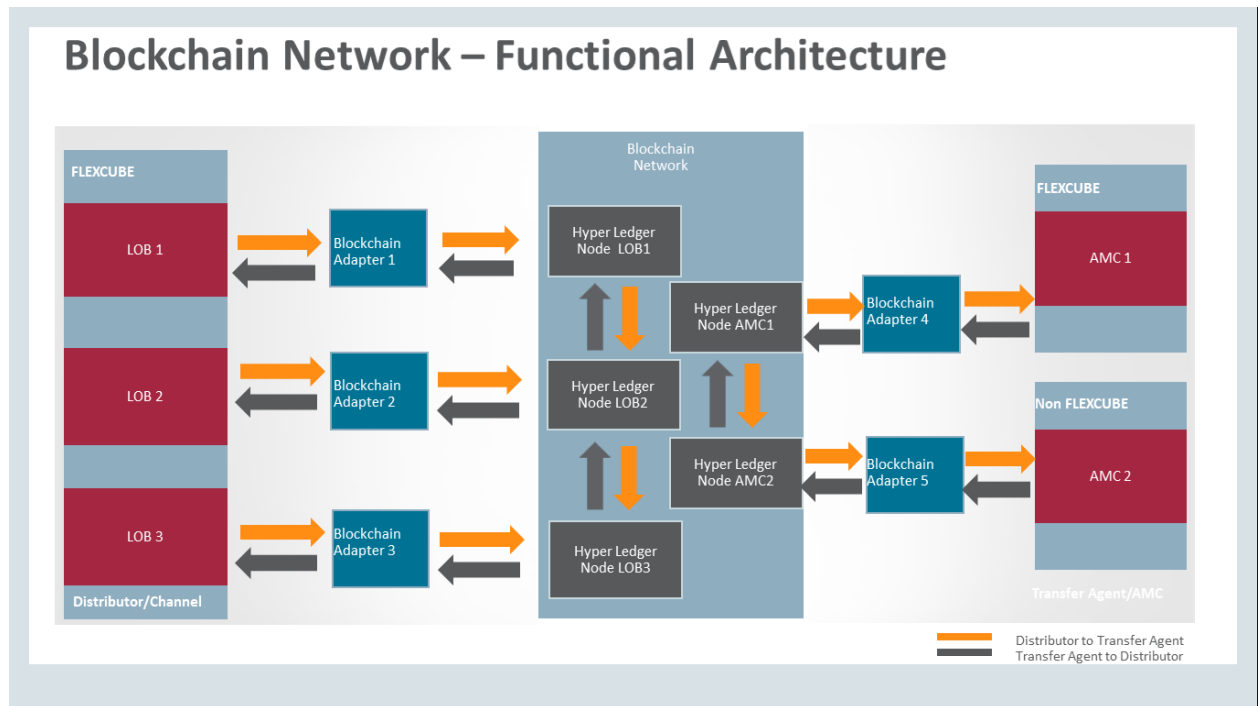 Blockchain Network – Functional Architecture
FLEXCUBE
LOB 1
LOB 2
LOB 3
Distributor/Channel
Blockchain
Adapter 1
Blockchain
Adapter 2
Blockchain
Adapter 3
Blockchain
Network
Hyper Ledger
Node LOB1
Hyper Ledger
Node AMC1
Hyper Ledger
Node LOB2
Hyper Ledger
Node AMC2
Hyper Ledger
Node LOB3
Blockchain
Adapter 4
Blockchain
Adapter 5
FLEXCUBE
AMC 1
Non FLEXCUBE
AMC 2
Transfer Agent/AMC
Distributor to Transfer Agent
Transfer Agent to Distributor